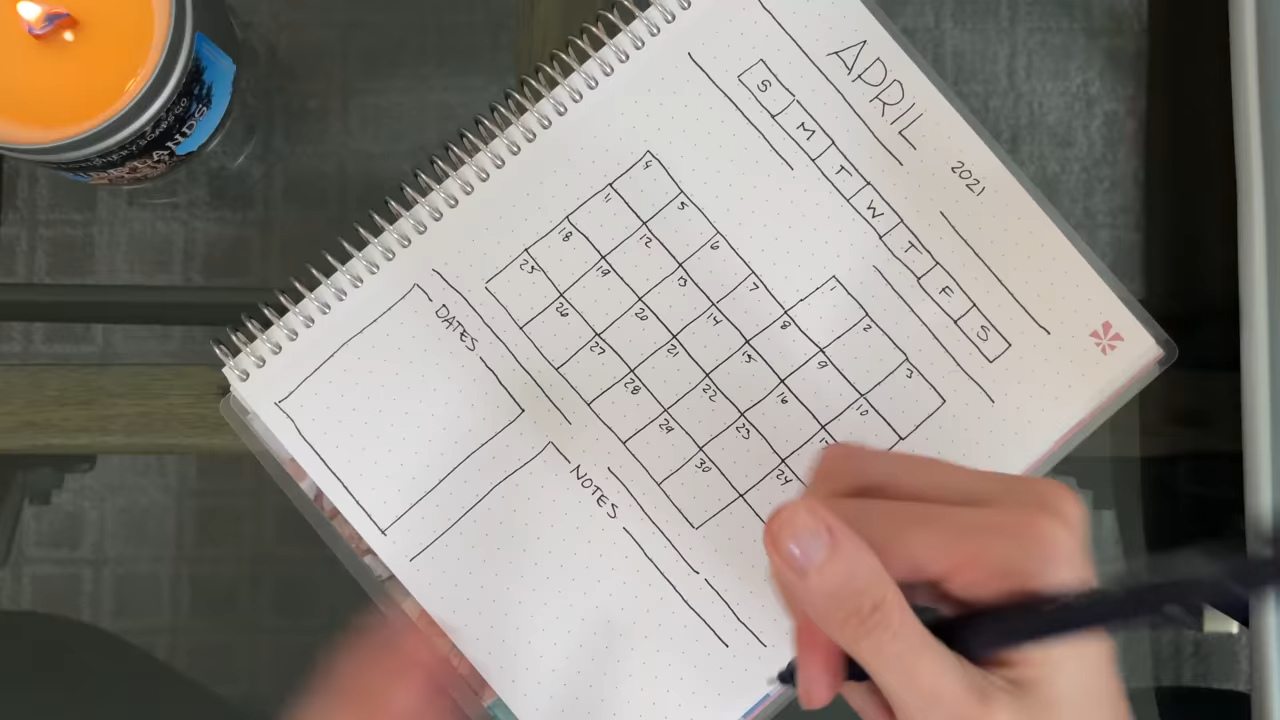 APRIL
2021
S M T W T F S
1 2 3
4 5 6 7 8 9 10
11 12 13 14 15 16 17
18 19 20 21 22 23 24
25 26 27 28 29 30
DATES
NOTES